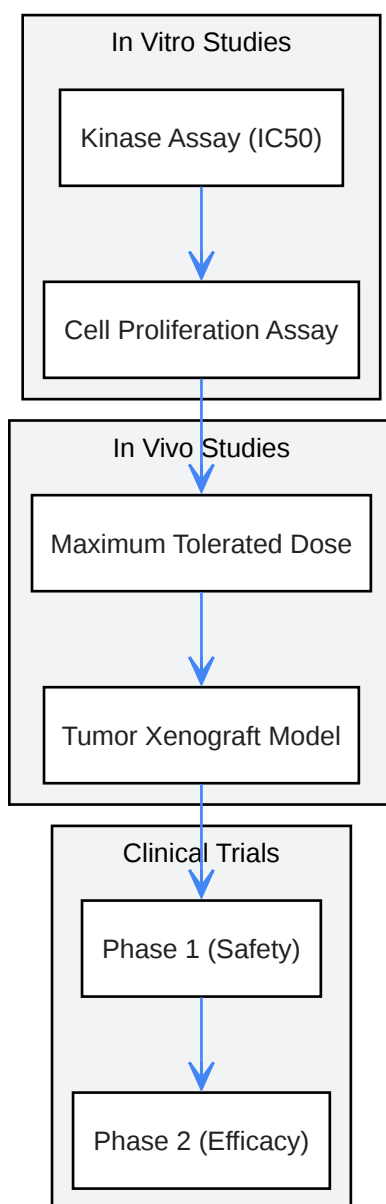 In Vitro Studies
Kinase Assay (IC50)
Cell Proliferation Assay
In Vivo Studies
Maximum Tolerated Dose
Tumor Xenograft Model
Clinical Trials
Phase 1 (Safety)
Phase 2 (Efficacy)